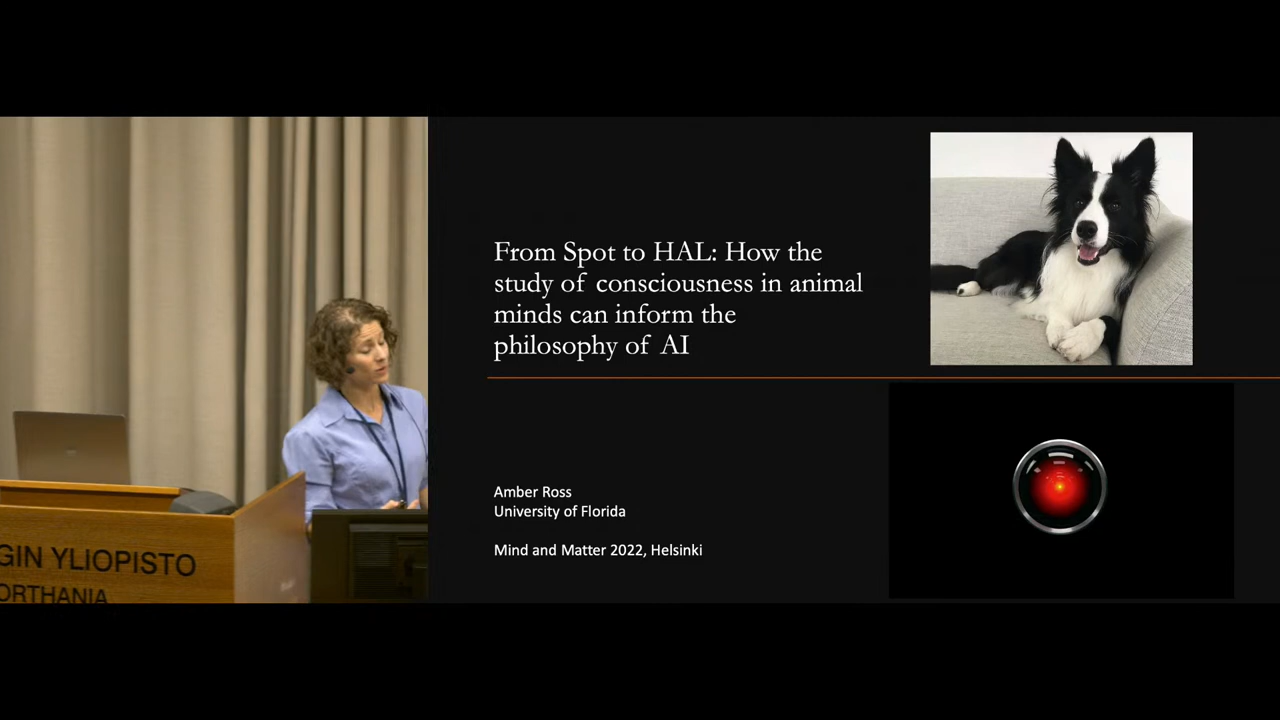 From Spot to HAL: How the
study of consciousness in animal
minds can inform the
philosophy of AI
Amber Ross
University of Florida
Mind and Matter 2022, Helsinki
GIN YLIOPISTO
ORTHANIA